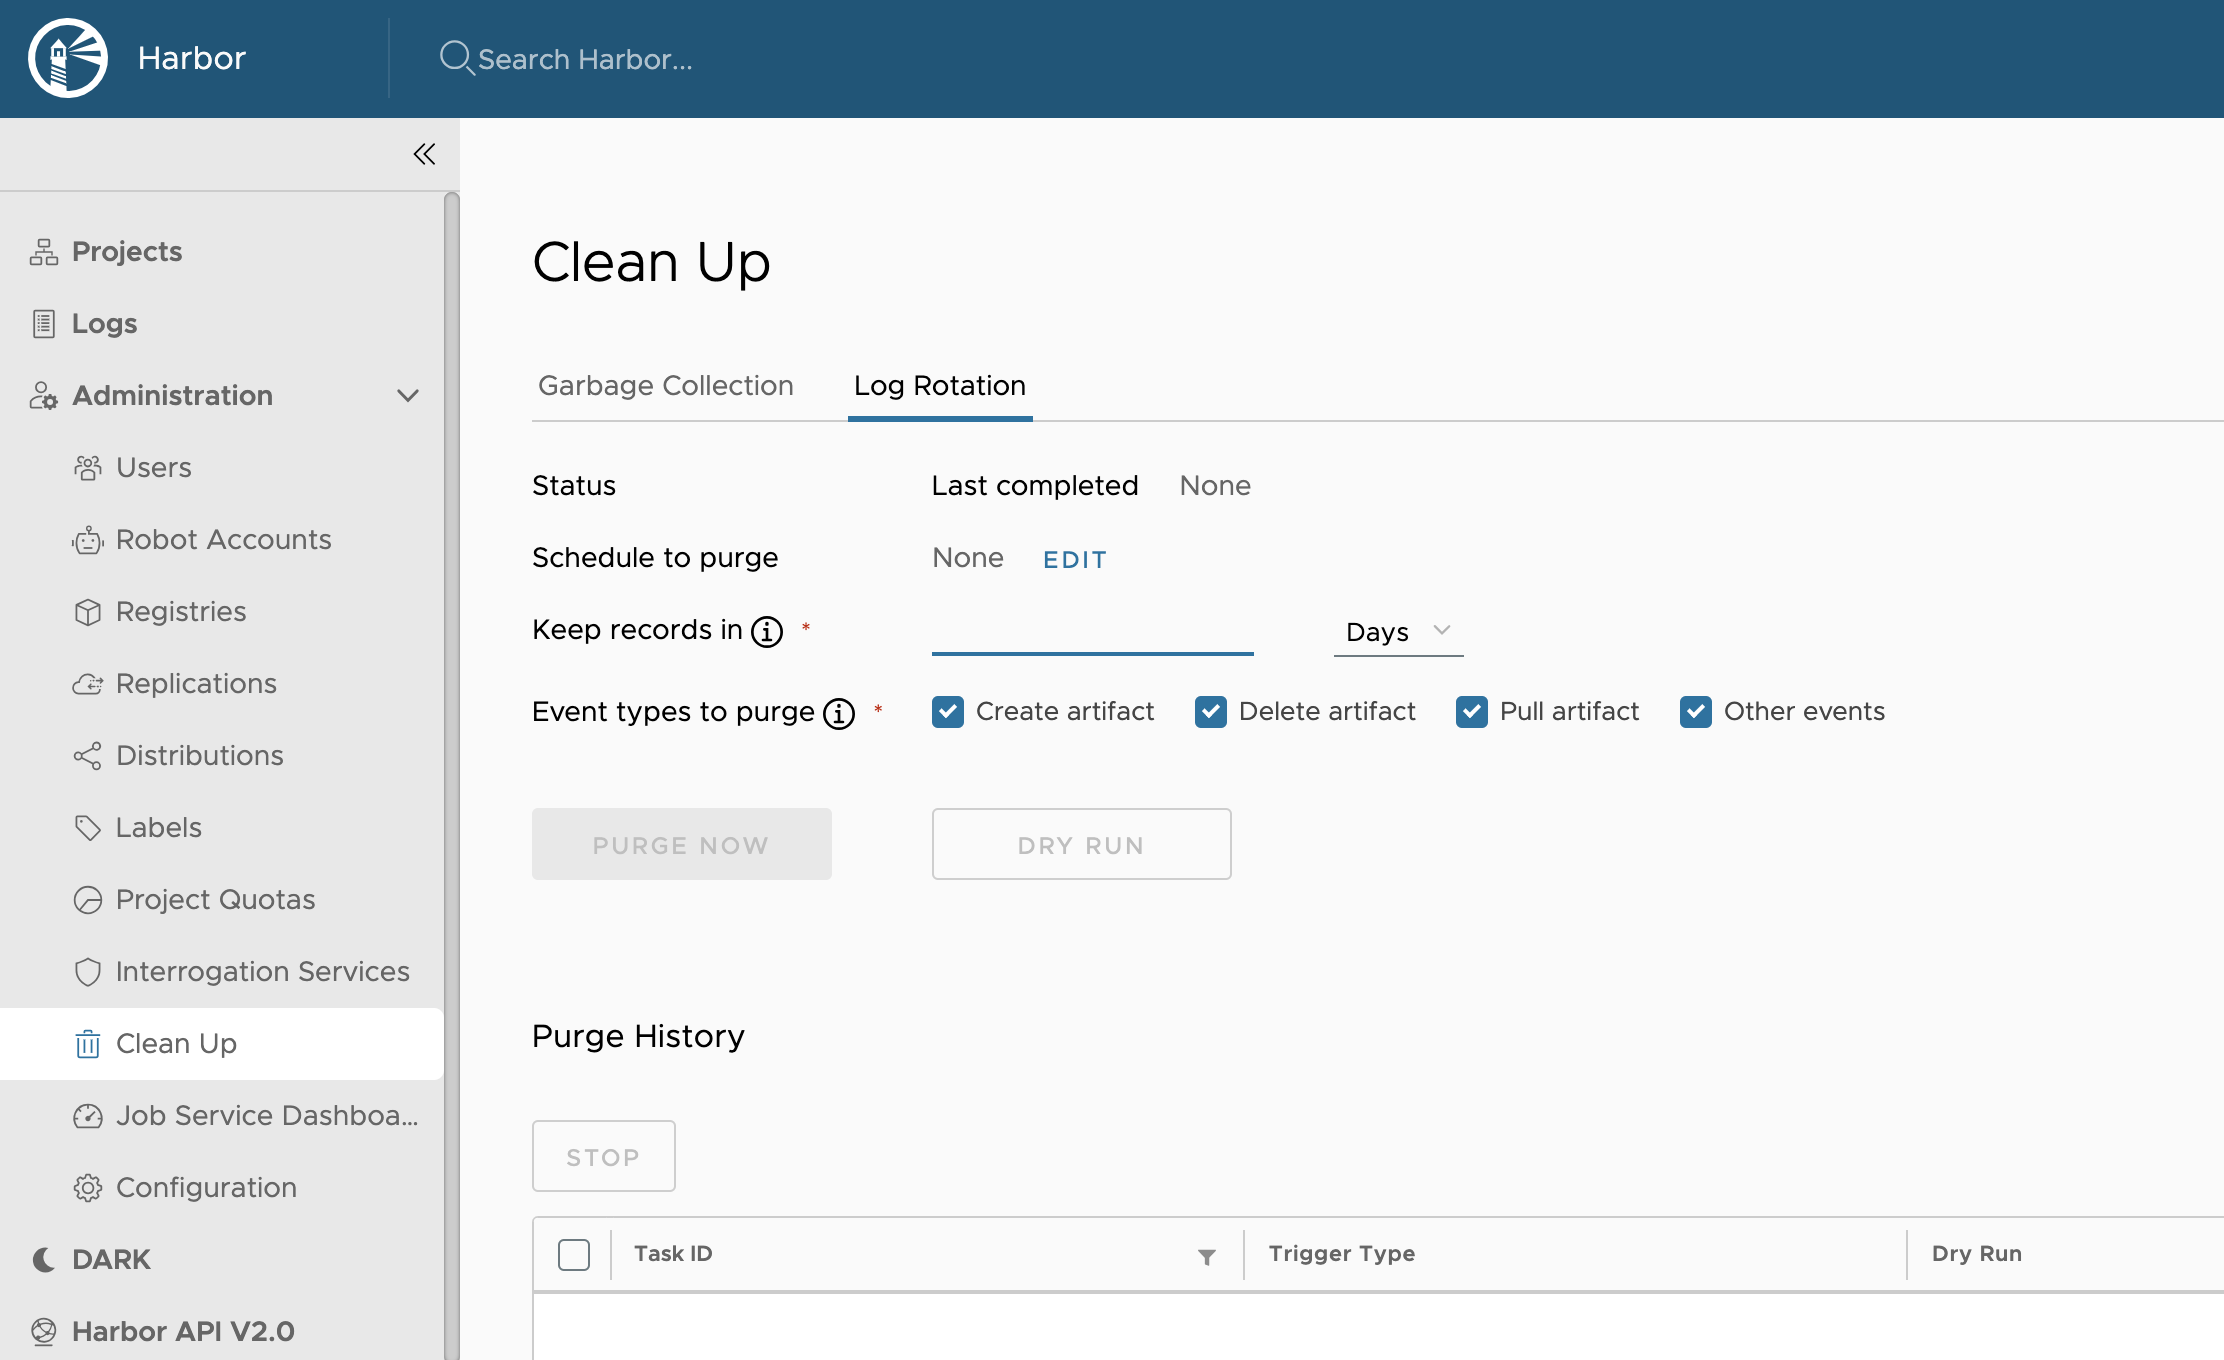 Harbor
Search Harbor...
Projects
Logs
Administration
Users
Robot Accounts
Registries
Replications
Distributions
Labels
Project Quotas
Interrogation Services
Clean Up
Job Service Dashboa...
Configuration
DARK
Harbor API V2.0
Clean Up
Garbage Collection Log Rotation
Status Last completed None
Schedule to purge None EDIT
Keep records in * Days
Event types to purge * Create artifact Delete artifact Pull artifact Other events
PURGE NOW DRY RUN
Purge History
STOP
Task ID Trigger Type Dry Run